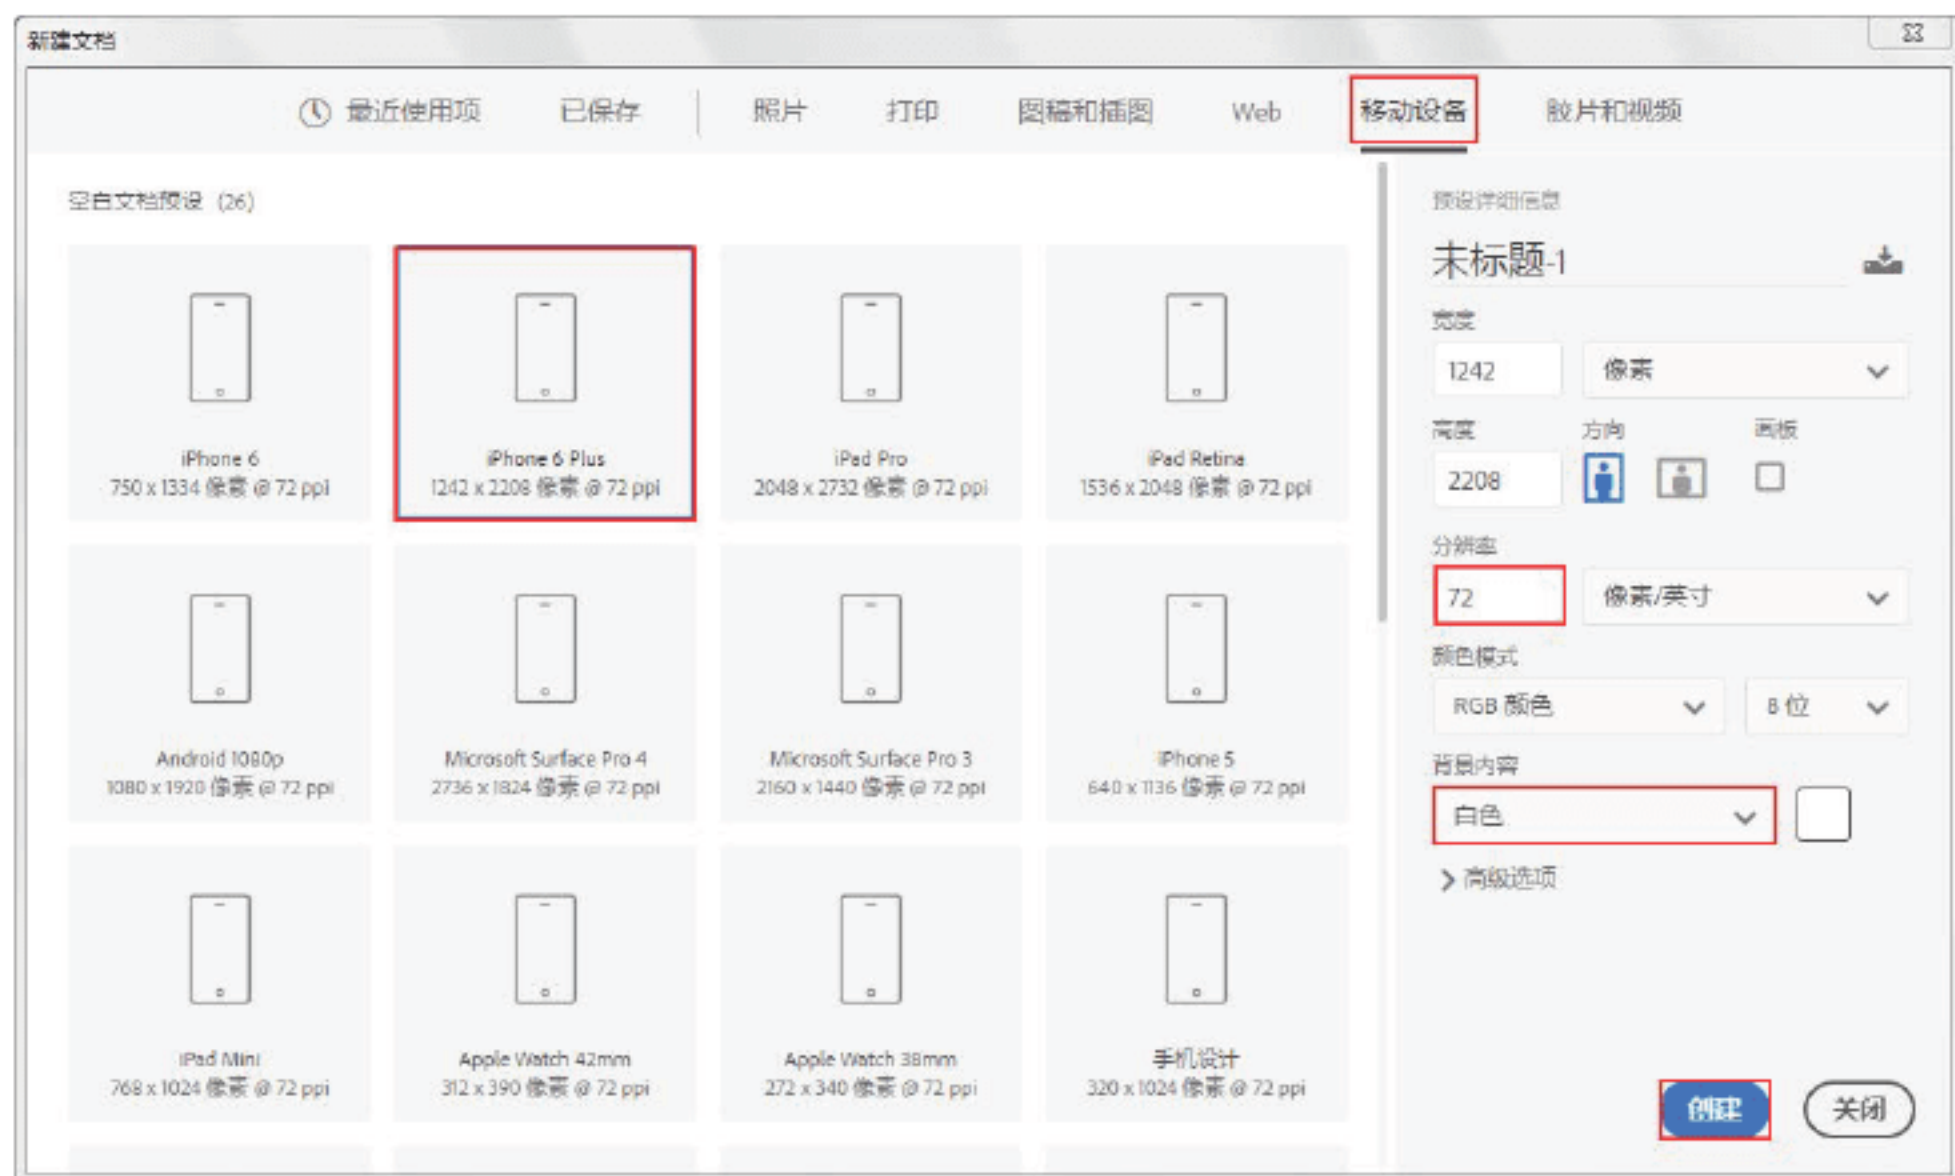 新建文档
最近使用项 已保存 照片 打印 图稿和插图 Web 移动设备 胶片和视频
空白文档预设 (26)
iPhone 6
750 x 1334 像素 @ 72 ppi
iPhone 6 Plus
1242 x 2208 像素 @ 72 ppi
iPad Pro
2048 x 2732 像素 @ 72 ppi
iPad Retina
1536 x 2048 像素 @ 72 ppi
Android 1080p
1080 x 1920 像素 @ 72 ppi
Microsoft Surface Pro 4
2736 x 1824 像素 @ 72 ppi
Microsoft Surface Pro 3
2160 x 1440 像素 @ 72 ppi
iPhone 5
640 x 1136 像素 @ 72 ppi
iPad Mini
768 x 1024 像素 @ 72 ppi
Apple Watch 42mm
312 x 390 像素 @ 72 ppi
Apple Watch 38mm
272 x 340 像素 @ 72 ppi
手机设计
320 x 1024 像素 @ 72 ppi
预设详细信息
未标题-1
宽度
1242 像素
高度 方向 画板
2208
分辨率
72 像素/英寸
颜色模式
RGB 颜色 8 位
背景内容
白色
高级选项
创建 关闭